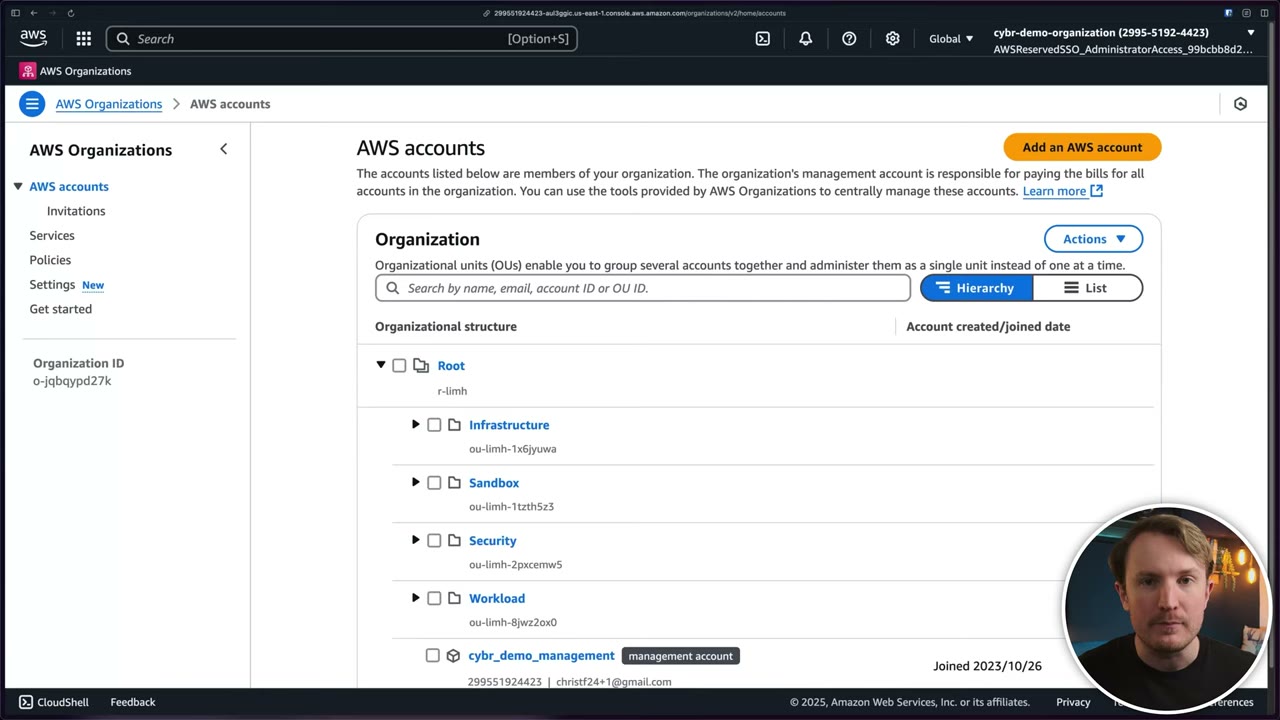 299551924423-aul3ggic.us-east-1.console.aws.amazon.com/organizations/v2/home/accounts
aws
Search
[Option+S]
Global
cybr-demo-organization (2995-5192-4423)
AWSReservedSSO_AdministratorAccess_99bcbb8d2...
AWS Organizations
AWS Organizations > AWS accounts
AWS Organizations
AWS accounts
Invitations
Services
Policies
Settings New
Get started
Organization ID
o-jqbqypd27k
AWS accounts
Add an AWS account
The accounts listed below are members of your organization. The organization's management account is responsible for paying the bills for all
accounts in the organization. You can use the tools provided by AWS Organizations to centrally manage these accounts. Learn more
Organization
Actions
Organizational units (OUs) enable you to group several accounts together and administer them as a single unit instead of one at a time.
Search by name, email, account ID or OU ID.
Hierarchy
List
Organizational structure
Account created/joined date
Root
r-limh
Infrastructure
ou-limh-1x6jyuwa
Sandbox
ou-limh-1tzth5z3
Security
ou-limh-2pxcemw5
Workload
ou-limh-8jwz2ox0
cybr_demo_management management account
Joined 2023/10/26
299551924423 | christf24+1@gmail.com
CloudShell
Feedback
© 2025, Amazon Web Services, Inc. or its affiliates.
Privacy